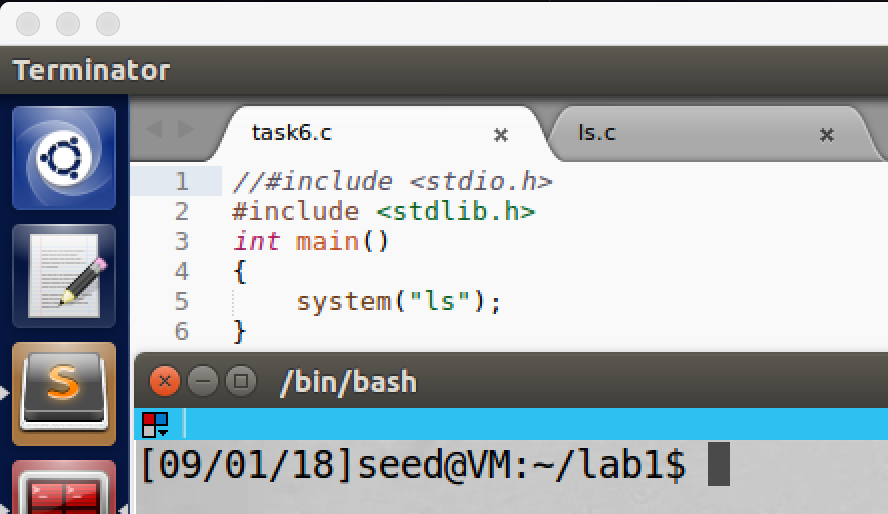 Terminator
task6.c ×
ls.c ×
1 //#include <stdio.h>
2 #include <stdlib.h>
3 int main()
4 {
5     system("ls");
6 }
/bin/bash
[09/01/18]seed@VM:~/lab1$